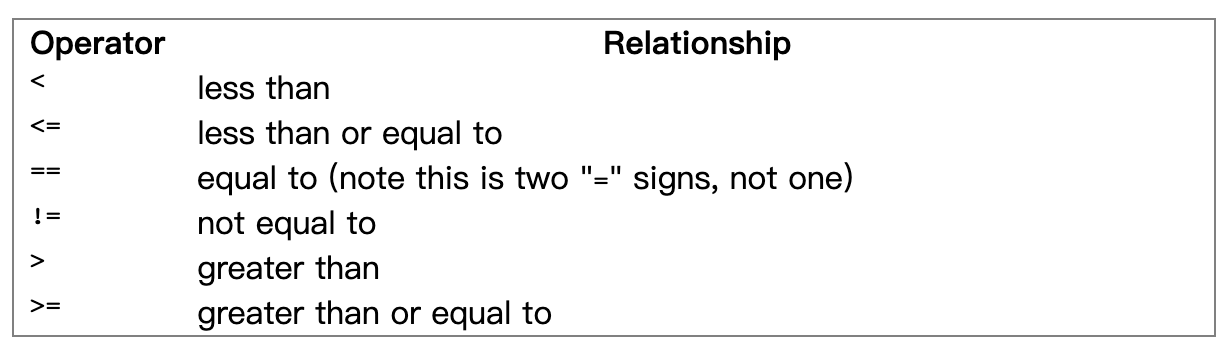 Operator Relationship
< less than
<= less than or equal to
== equal to (note this is two "=" signs, not one)
!= not equal to
> greater than
>= greater than or equal to